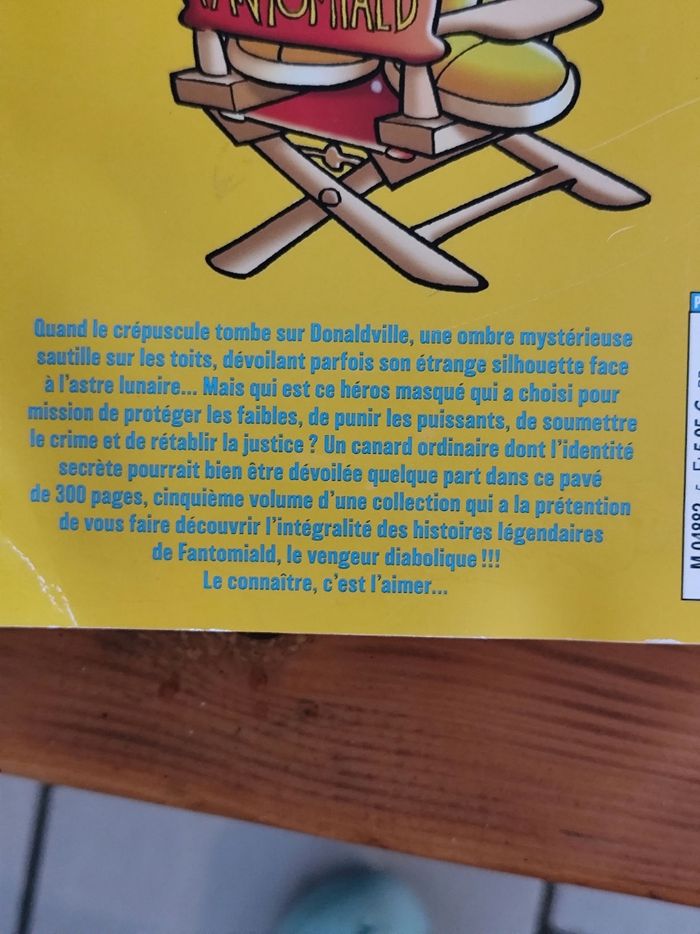 FANTOMIALD
Quand le crépuscule tombe sur Donaldville, une ombre mystérieuse
sautille sur les toits, dévoilant parfois son étrange silhouette face
à l'astre lunaire... Mais qui est ce héros masqué qui a choisi pour
mission de protéger les faibles, de punir les puissants, de soumettre
le crime et de rétablir la justice ? Un canard ordinaire dont l'identité
secrète pourrait bien être dévoilée quelque part dans ce pavé
de 300 pages, cinquième volume d'une collection qui a la prétention
de vous faire découvrir l'intégralité des histoires légendaires
de Fantomiald, le vengeur diabolique !!!
Le connaître, c'est l'aimer...